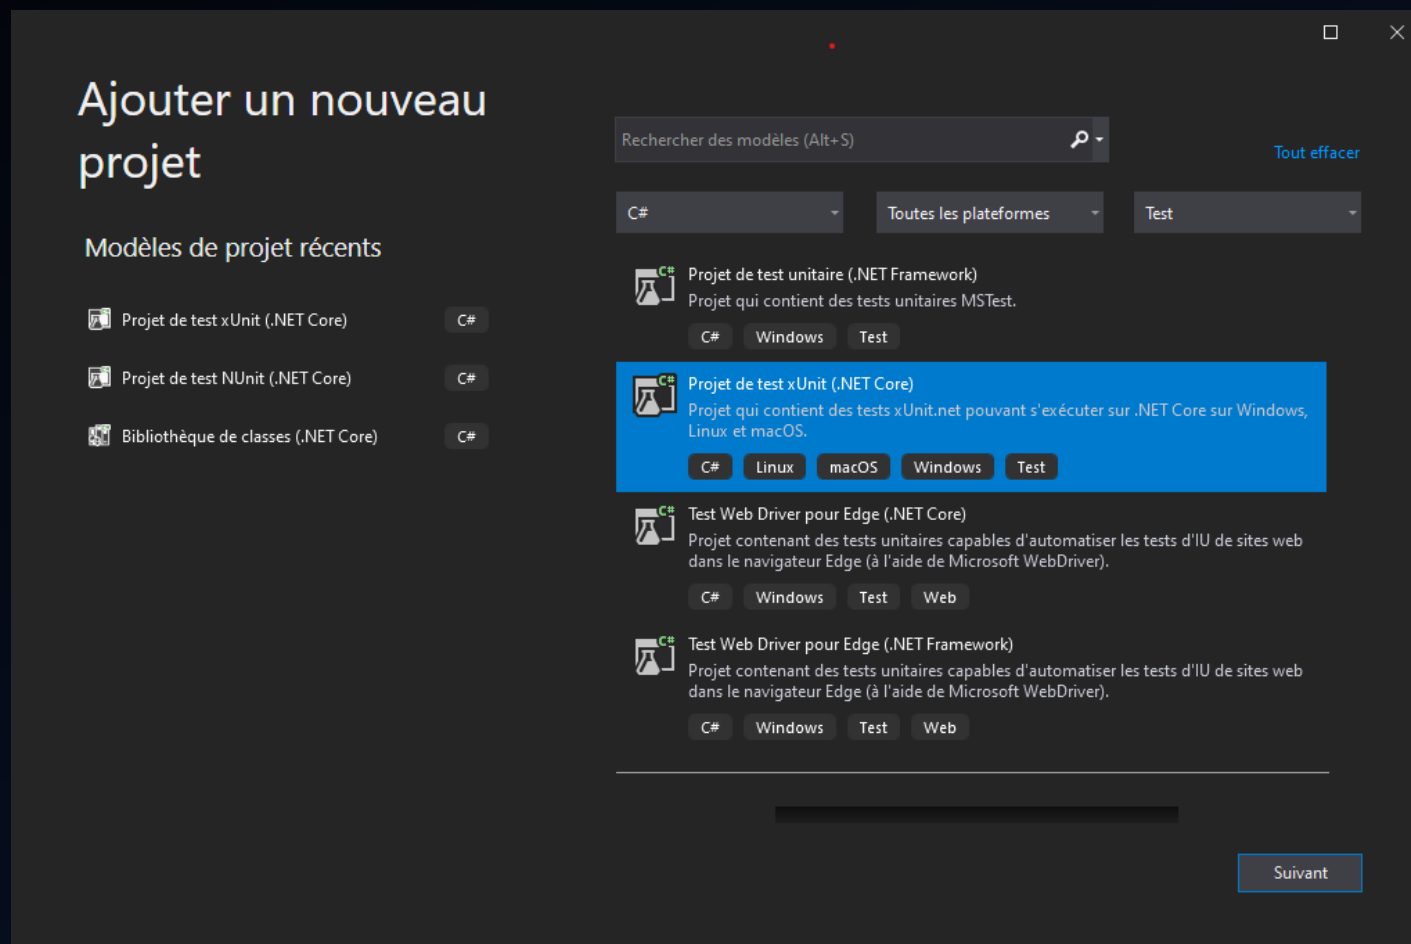 Ajouter un nouveau
projet
Modèles de projet récents
Projet de test xUnit (.NET Core) C#
Projet de test NUnit (.NET Core) C#
Bibliothèque de classes (.NET Core) C#
Rechercher des modèles (Alt+S)
Tout effacer
C# Toutes les plateformes Test
C#
Projet de test unitaire (.NET Framework)
Projet qui contient des tests unitaires MSTest.
C# Windows Test
C#
Projet de test xUnit (.NET Core)
Projet qui contient des tests xUnit.net pouvant s'exécuter sur .NET Core sur Windows,
Linux et macOS.
C# Linux macOS Windows Test
C#
Test Web Driver pour Edge (.NET Core)
Projet contenant des tests unitaires capables d'automatiser les tests d'IU de sites web
dans le navigateur Edge (à l'aide de Microsoft WebDriver).
C# Windows Test Web
C#
Test Web Driver pour Edge (.NET Framework)
Projet contenant des tests unitaires capables d'automatiser les tests d'IU de sites web
dans le navigateur Edge (à l'aide de Microsoft WebDriver).
C# Windows Test Web
Suivant